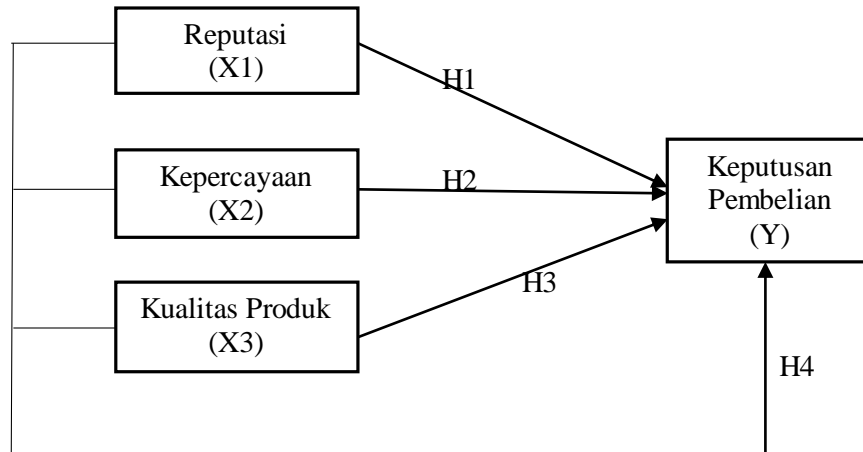 Reputasi
(X1)
H1
Kepercayaan
(X2)
H2
Keputusan
Pembelian
(Y)
Kualitas Produk
(X3)
H3
H4